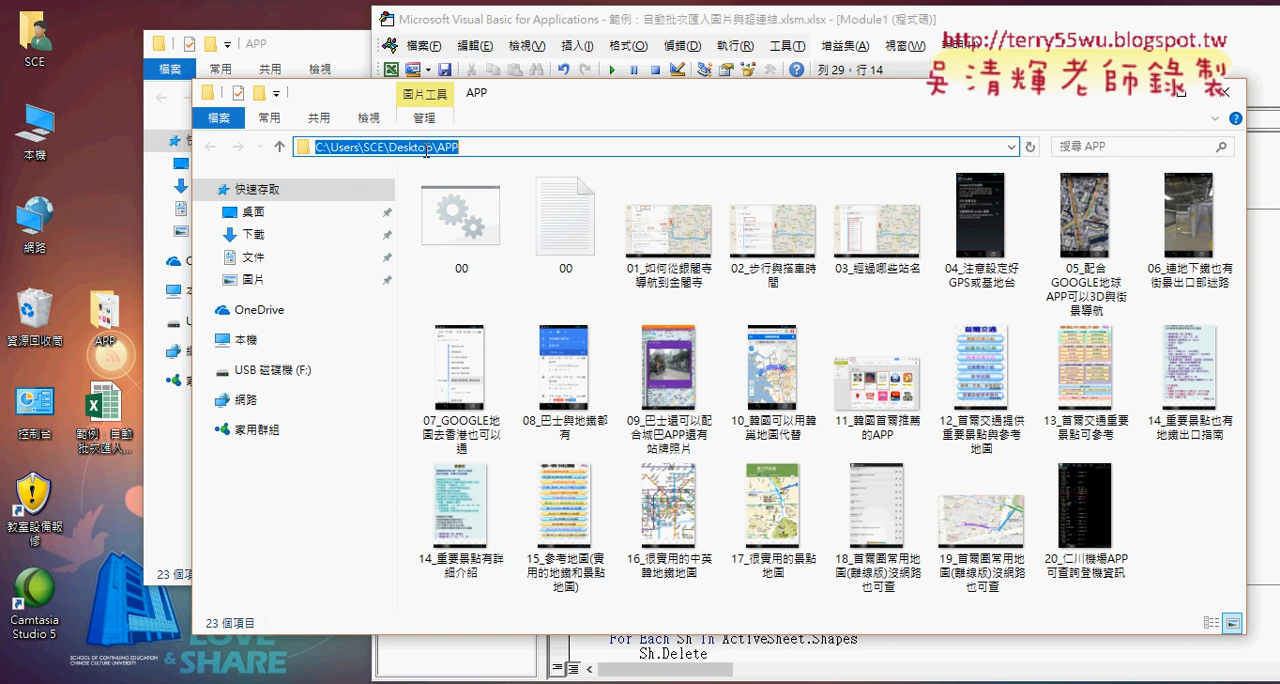 Microsoft Visual Basic for Applications - 範例：自動批次匯入圖片與超連結.xlsm.xlsx - [Module1 (程式碼)]
檔案(F) 編輯(E) 檢視(V) 插入(I) 格式(O) 偵錯(D) 執行(R) 工具(T) 增益集(A) 視窗(W)
列 29，行 14
http://terry55wu.blogspot.tw
吳清輝老師錄製
APP
檔案 常用 共用 檢視
圖片工具 APP
檔案 常用 共用 檢視 管理
C:\Users\SCE\Desktop\APP
搜尋 APP
快速存取
桌面
下載
文件
圖片
OneDrive
本機
USB 磁碟機 (F:)
網路
家用群組
00
00
01_如何從銀閣寺導航到金閣寺
02_步行與搭車時間
03_經過哪些站名
04_注意設定好GPS或基地台
05_配合GOOGLE地球APP可以3D與街景導航
06_連地下鐵也有街景出口部迷路
07_GOOGLE地圖去香港也可以通
08_巴士與地鐵都有
09_巴士還可以配合城巴APP還有站牌照片
10_韓國可以用韓巢地圖代替
11_韓國首爾推薦的APP
12_首爾交通提供重要景點與參考地圖
13_首爾交通重要景點可參考
14_重要景點也有地鐵出口指南
14_重要景點有詳細介紹
15_參考地圖(實用的地鐵和景點地圖)
16_很實用的中英韓地鐵地圖
17_很實用的景點地圖
18_首爾圈常用地圖(離線版)沒網路也可查
19_首爾圈常用地圖(離線版)沒網路也可查
20_仁川機場APP可查詢登機資訊
23 個項目
23 個項
SCE
本機
網路
資源回收筒
APP
控制台
範例：自動批次匯入...
教室設備報修
Camtasia Studio 5
LOVE
& SHARE
SCHOOL OF CONTINUING EDUCATION
CHINESE CULTURE UNIVERSITY
For Each Sh In ActiveSheet.Shapes
Sh.Delete